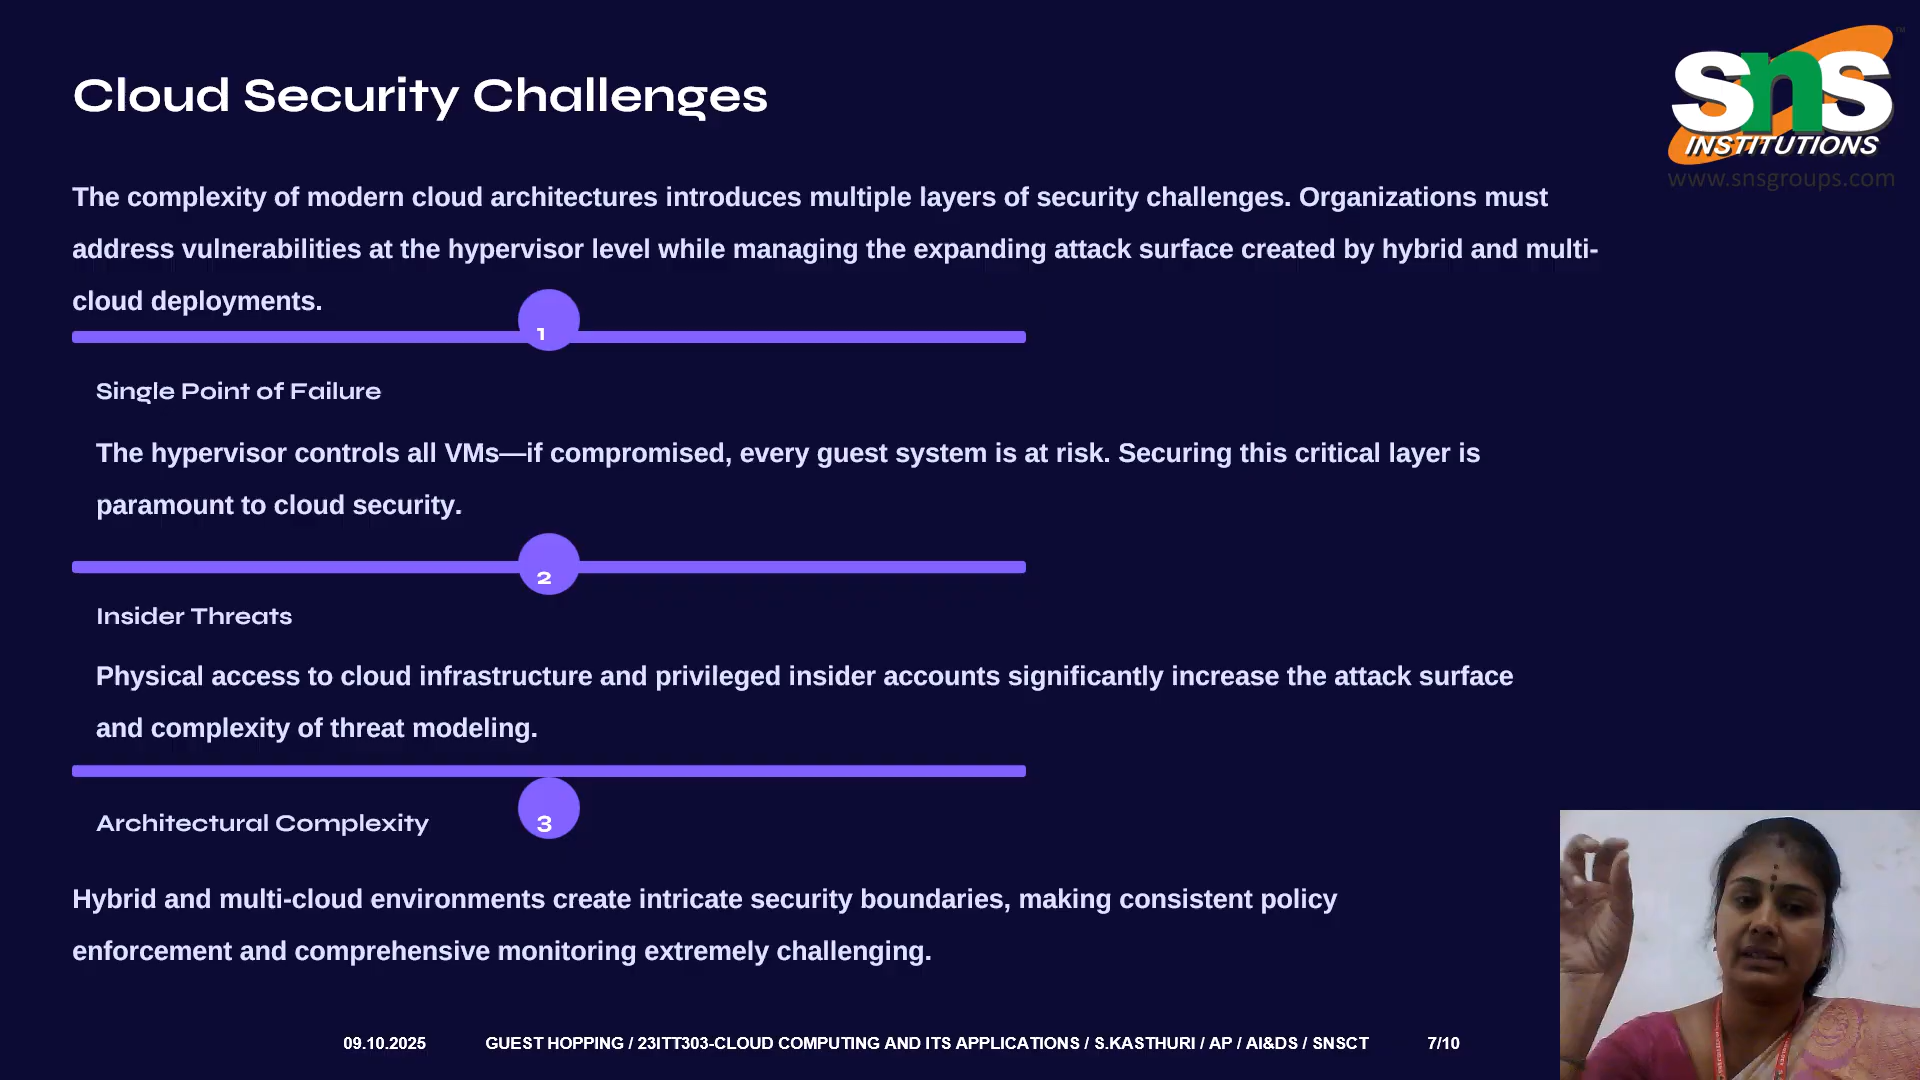 Cloud Security Challenges
sns
INSTITUTIONS
www.snsgroups.com
TM
The complexity of modern cloud architectures introduces multiple layers of security challenges. Organizations must
address vulnerabilities at the hypervisor level while managing the expanding attack surface created by hybrid and multi-
cloud deployments.
1
Single Point of Failure
The hypervisor controls all VMs—if compromised, every guest system is at risk. Securing this critical layer is
paramount to cloud security.
2
Insider Threats
Physical access to cloud infrastructure and privileged insider accounts significantly increase the attack surface
and complexity of threat modeling.
3
Architectural Complexity
Hybrid and multi-cloud environments create intricate security boundaries, making consistent policy
enforcement and comprehensive monitoring extremely challenging.
09.10.2025 GUEST HOPPING / 23ITT303-CLOUD COMPUTING AND ITS APPLICATIONS / S.KASTHURI / AP / AI&DS / SNSCT 7/10